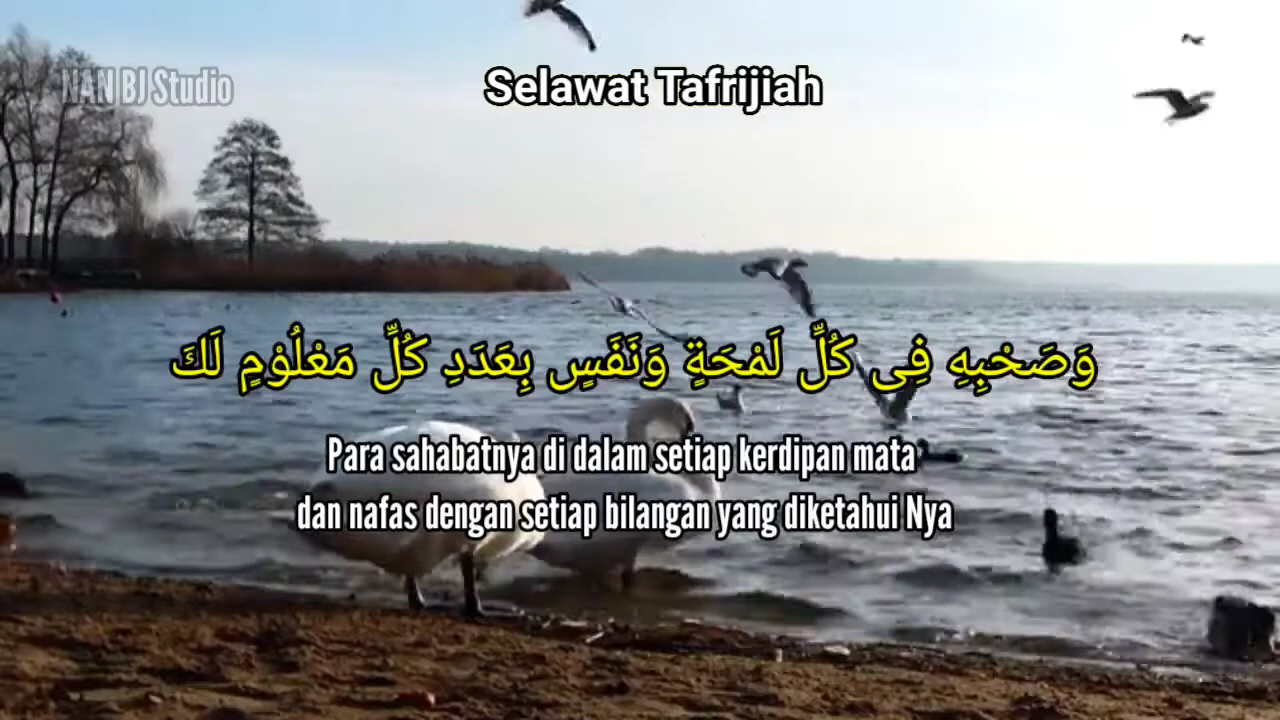 NAN BJ Studio
Selawat Tafrijiah
وَصَحْبِهِ فِى كُلِّ لَمْحَةٍ وَنَفَسٍ بِعَدَدِ كُلِّ مَعْلُوْمٍ لَكَ
Para sahabatnya di dalam setiap kerdipan mata
dan nafas dengan setiap bilangan yang diketahui Nya